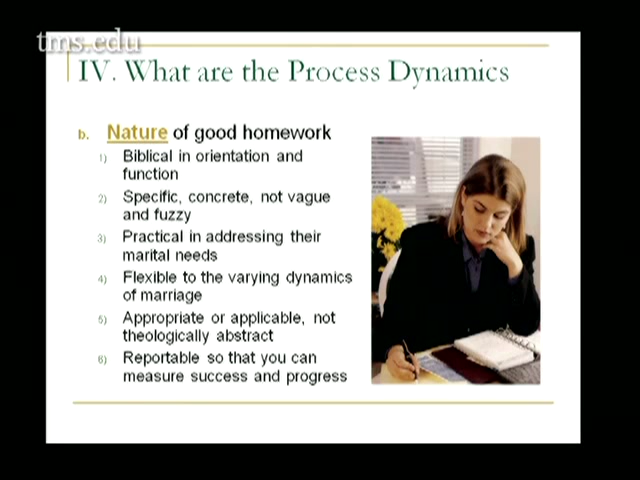 tms.edu
IV. What are the Process Dynamics
b. Nature of good homework
1) Biblical in orientation and
function
2) Specific, concrete, not vague
and fuzzy
3) Practical in addressing their
marital needs
4) Flexible to the varying dynamics
of marriage
5) Appropriate or applicable, not
theologically abstract
6) Reportable so that you can
measure success and progress